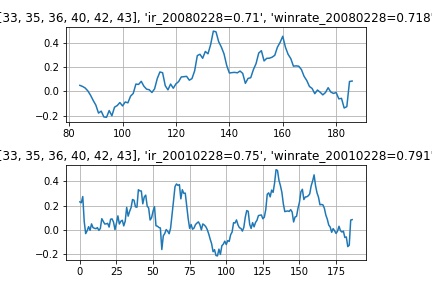 [33, 35, 36, 40, 42, 43], 'ir_20080228=0.71', 'winrate_20080228=0.718'
0.4
0.2
0.0
−0.2
80 100 120 140 160 180
[33, 35, 36, 40, 42, 43], 'ir_20010228=0.75', 'winrate_20010228=0.791'
0.4
0.2
0.0
−0.2
0 25 50 75 100 125 150 175